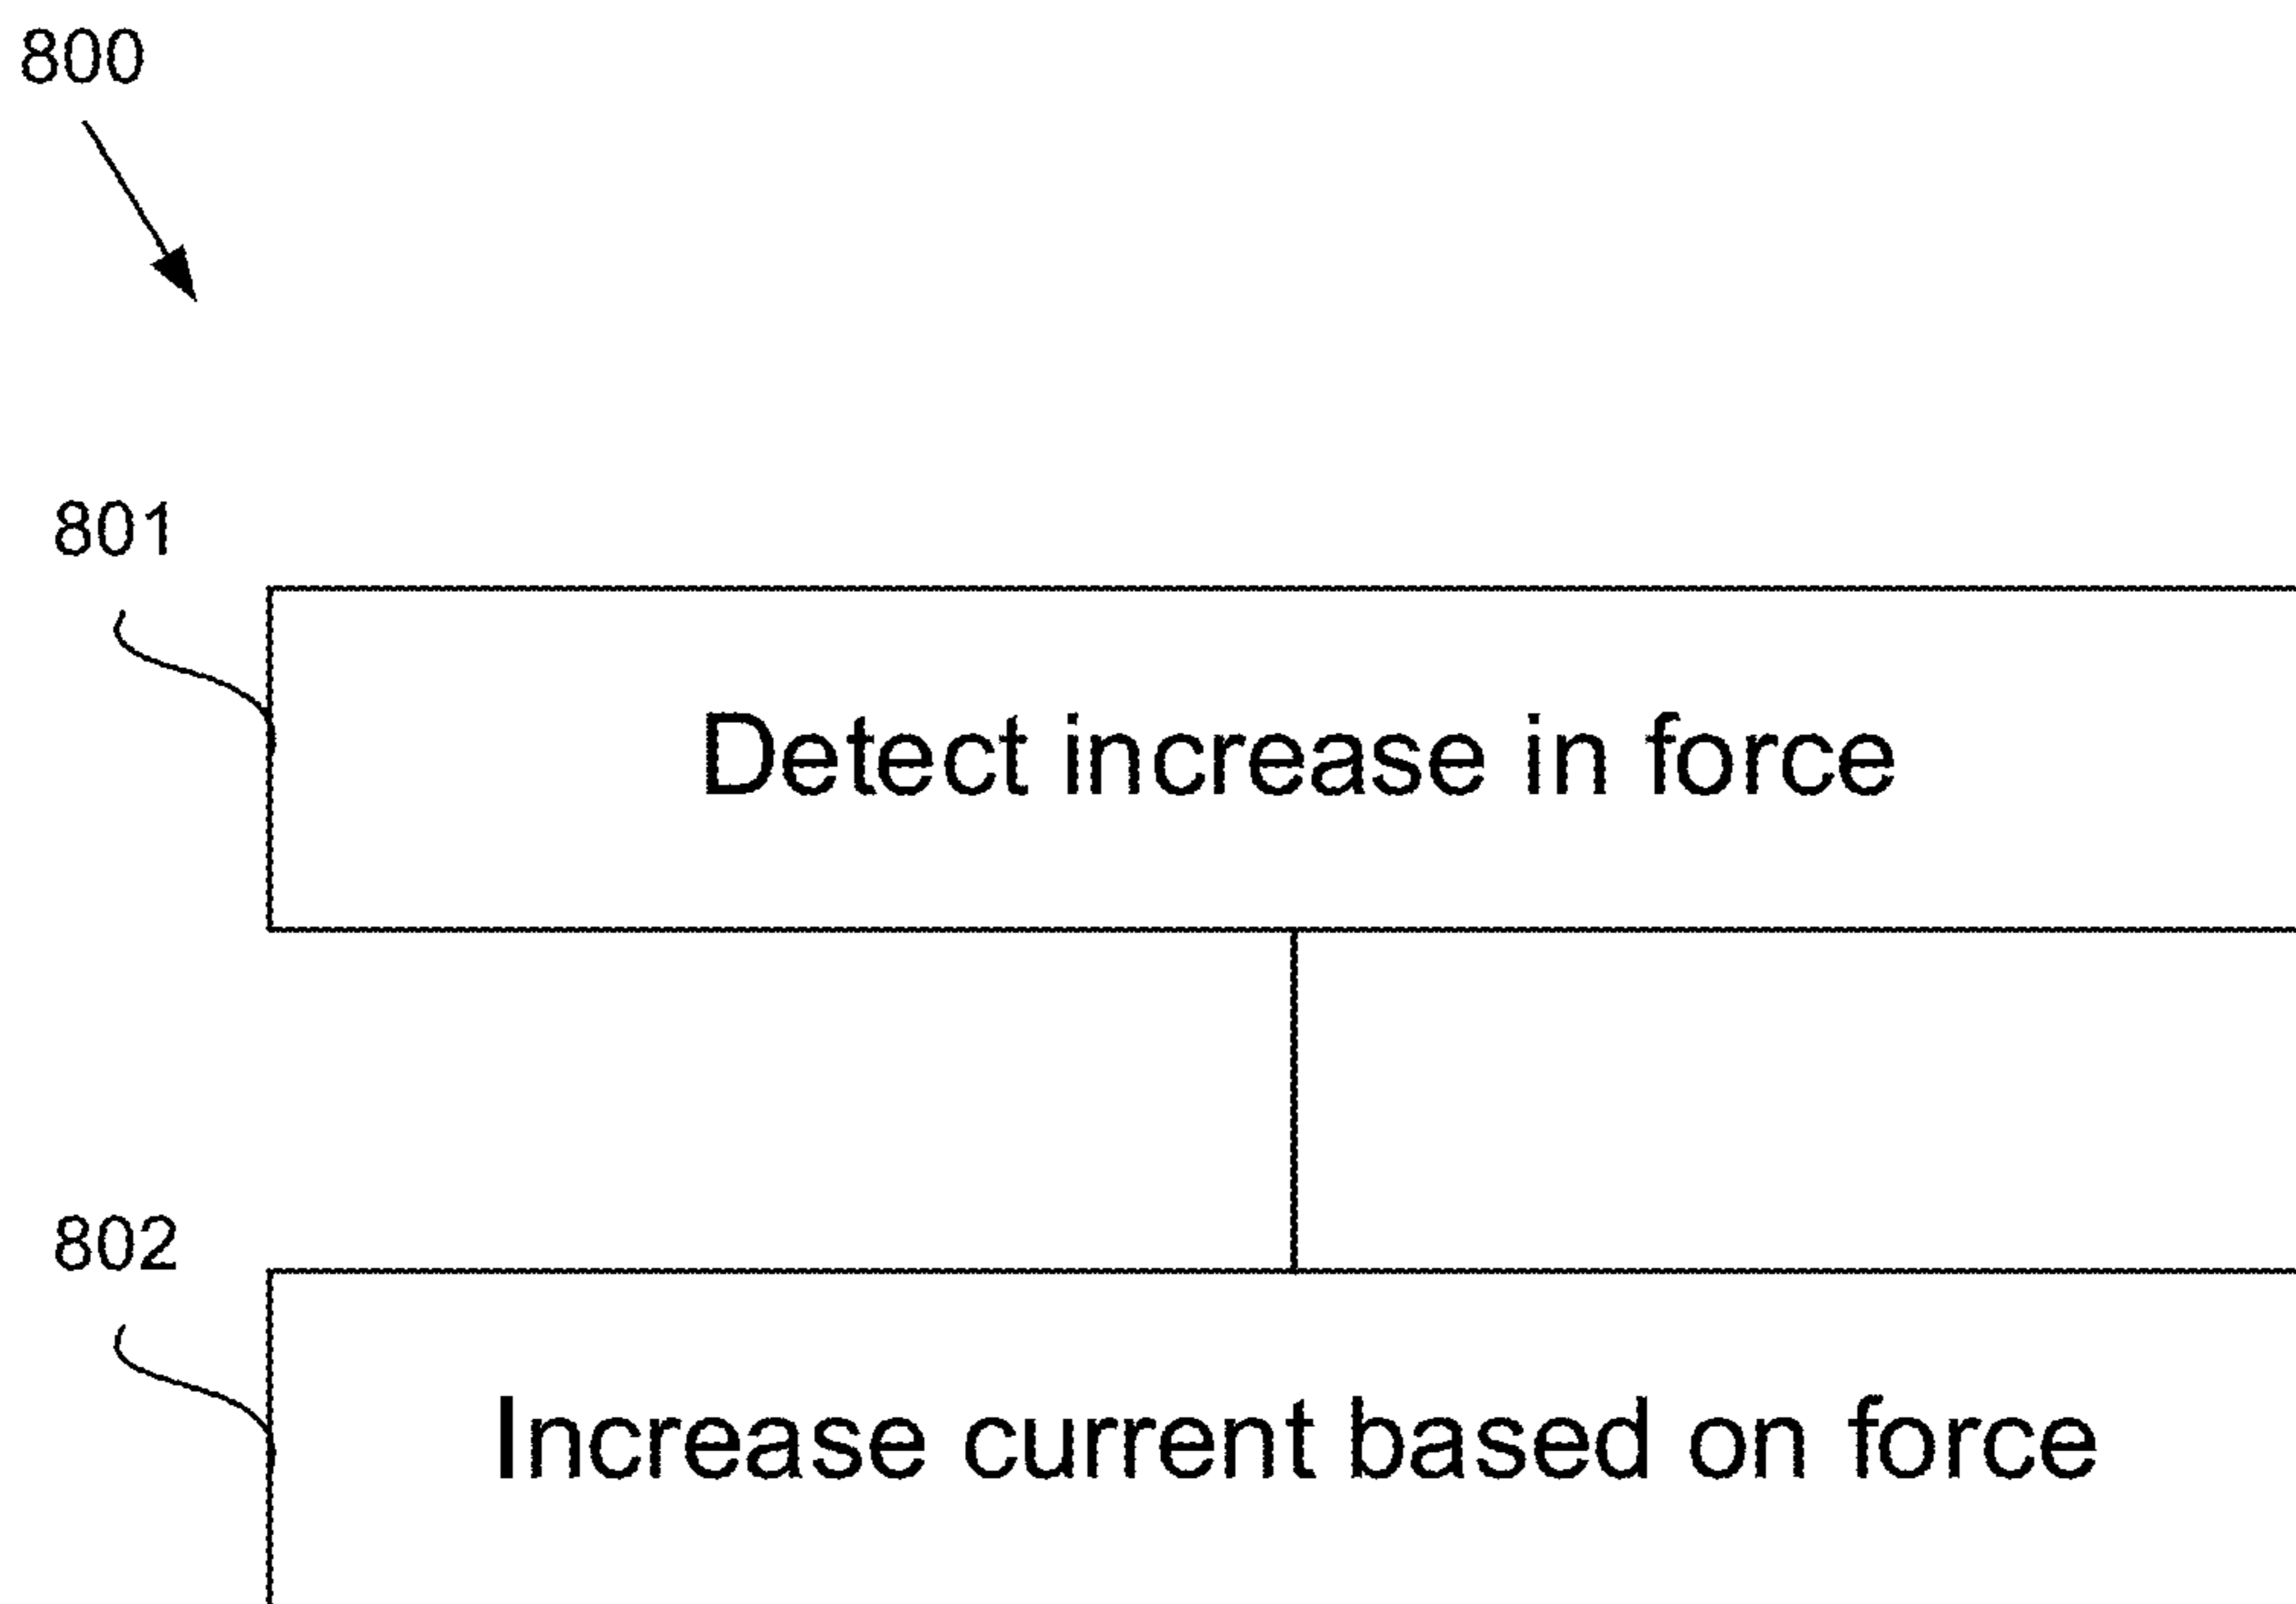 800
801
Detect increase in force
802
Increase current based on force